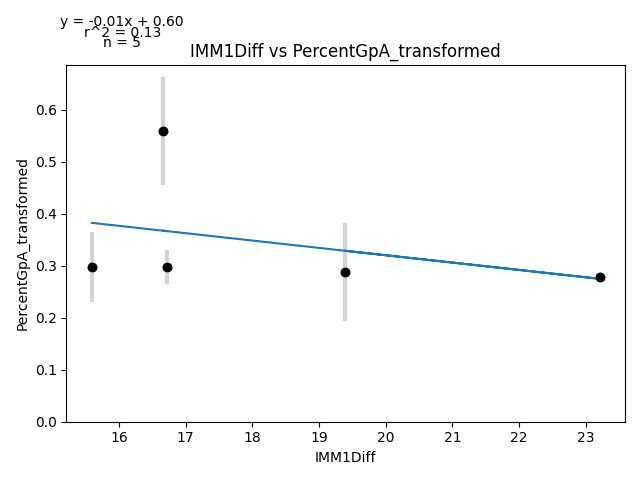 y = -0.01x + 0.60
r^2 = 0.13
n = 5
IMM1Diff vs PercentGpA_transformed
PercentGpA_transformed
0.6
0.5
0.4
0.3
0.2
0.1
0.0
16 17 18 19 20 21 22 23
IMM1Diff